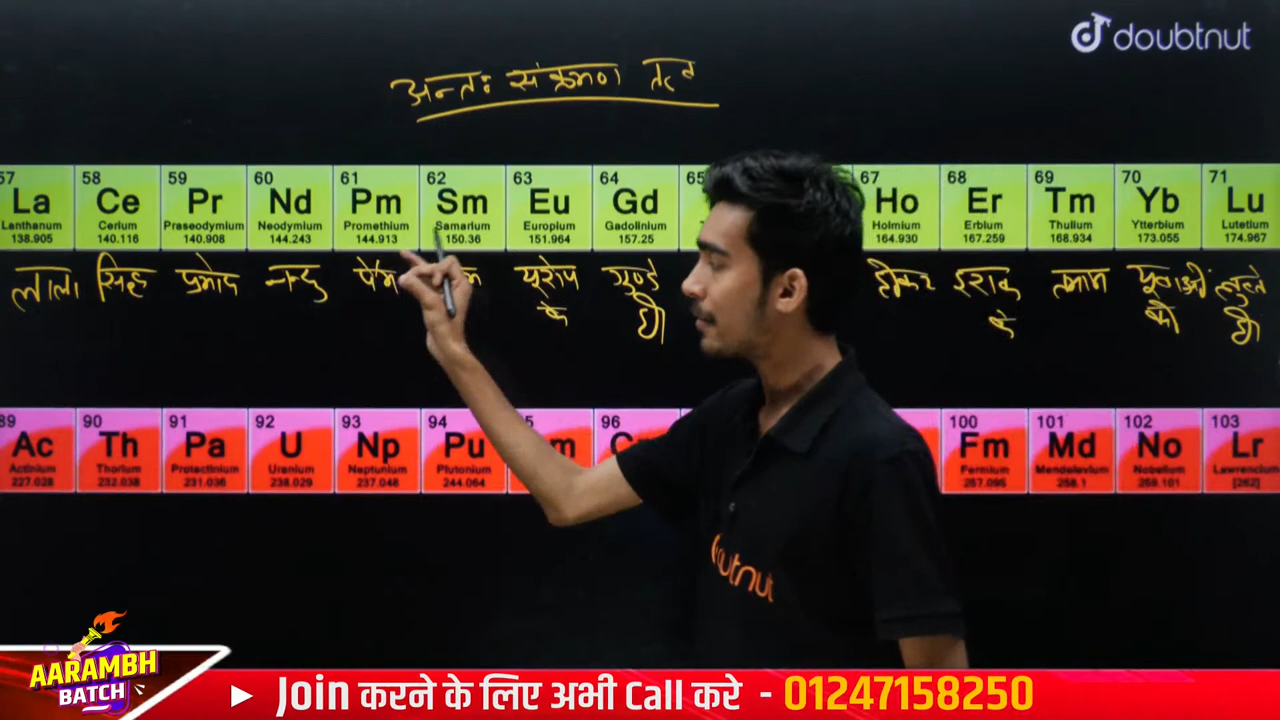 doubtnut
अन्तः संक्रमण तत्व
57 58 59 60 61 62 63 64 65 67 68 69 70 71
La Ce Pr Nd Pm Sm Eu Gd Ho Er Tm Yb Lu
Lanthanum Cerium Praseodymium Neodymium Promethium Samarium Europium Gadolinium Holmium Erbium Thulium Ytterbium Lutetium
138.905 140.116 140.908 144.243 144.913 150.36 151.964 157.25 164.930 167.259 168.934 173.055 174.967
लाला सिंह प्रमोद नन्द प्रेम यूरोप गुण्डे होकर इराक तमाम युवाओं लुटते
के की ही
89 90 91 92 93 94 96 100 101 102 103
Ac Th Pa U Np Pu Fm Md No Lr
Actinium Thorium Protactinium Uranium Neptunium Plutonium Fermium Mendelevium Nobelium Lawrencium
227.028 232.038 231.036 238.029 237.048 244.064 257.095 258.1 259.101 [262]
outnut
AARAMBH
BATCH
Join करने के लिए अभी Call करे - 01247158250